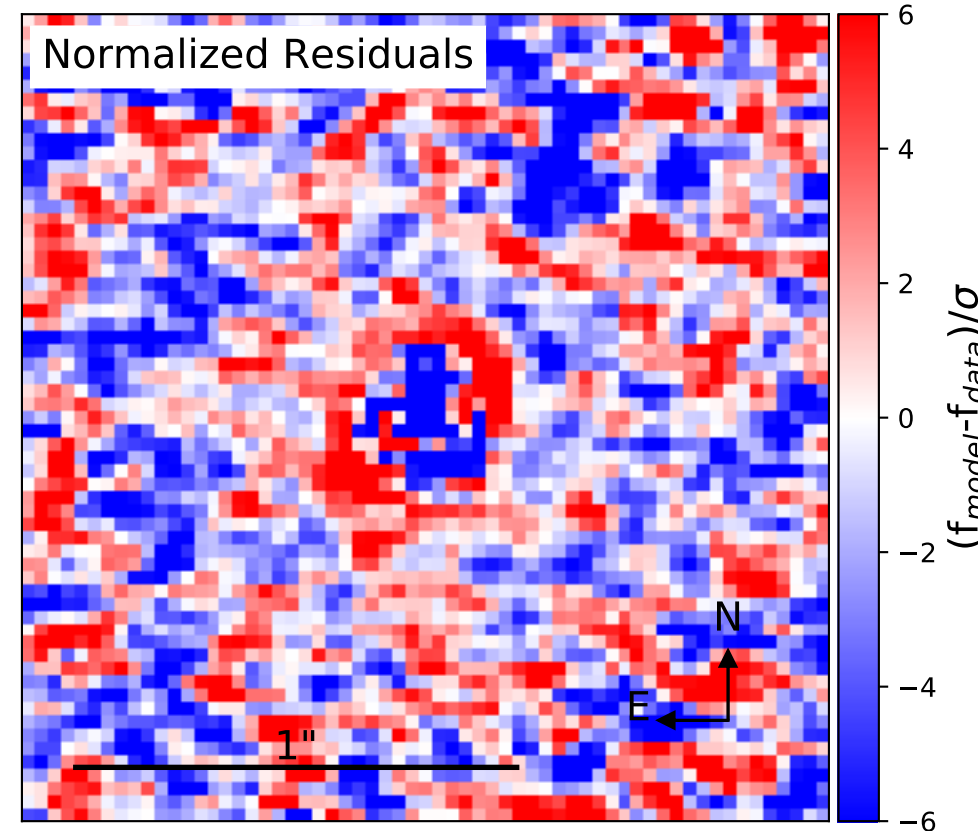 Normalized Residuals
6
4
2
0
−2
−4
−6
(f_model-f_data)/σ
N
E
1"